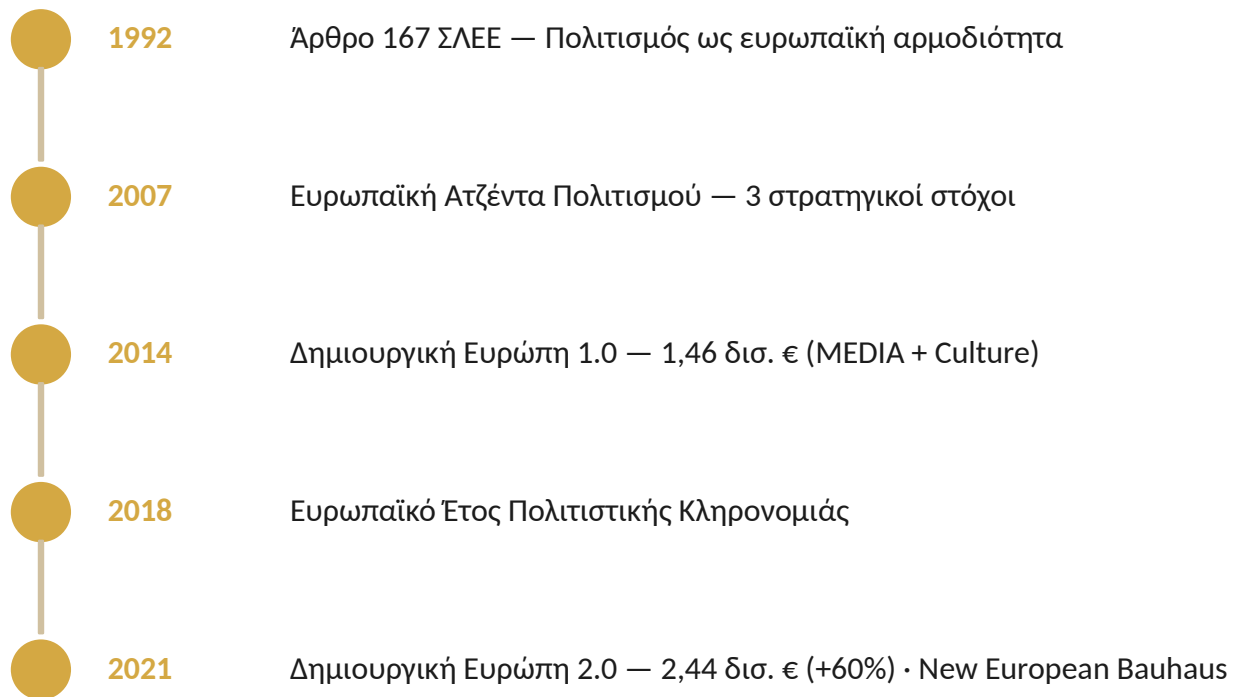 1992 Άρθρο 167 ΣΛΕΕ — Πολιτισμός ως ευρωπαϊκή αρμοδιότητα
2007 Ευρωπαϊκή Ατζέντα Πολιτισμού — 3 στρατηγικοί στόχοι
2014 Δημιουργική Ευρώπη 1.0 — 1,46 δισ. € (MEDIA + Culture)
2018 Ευρωπαϊκό Έτος Πολιτιστικής Κληρονομιάς
2021 Δημιουργική Ευρώπη 2.0 — 2,44 δισ. € (+60%) · New European Bauhaus